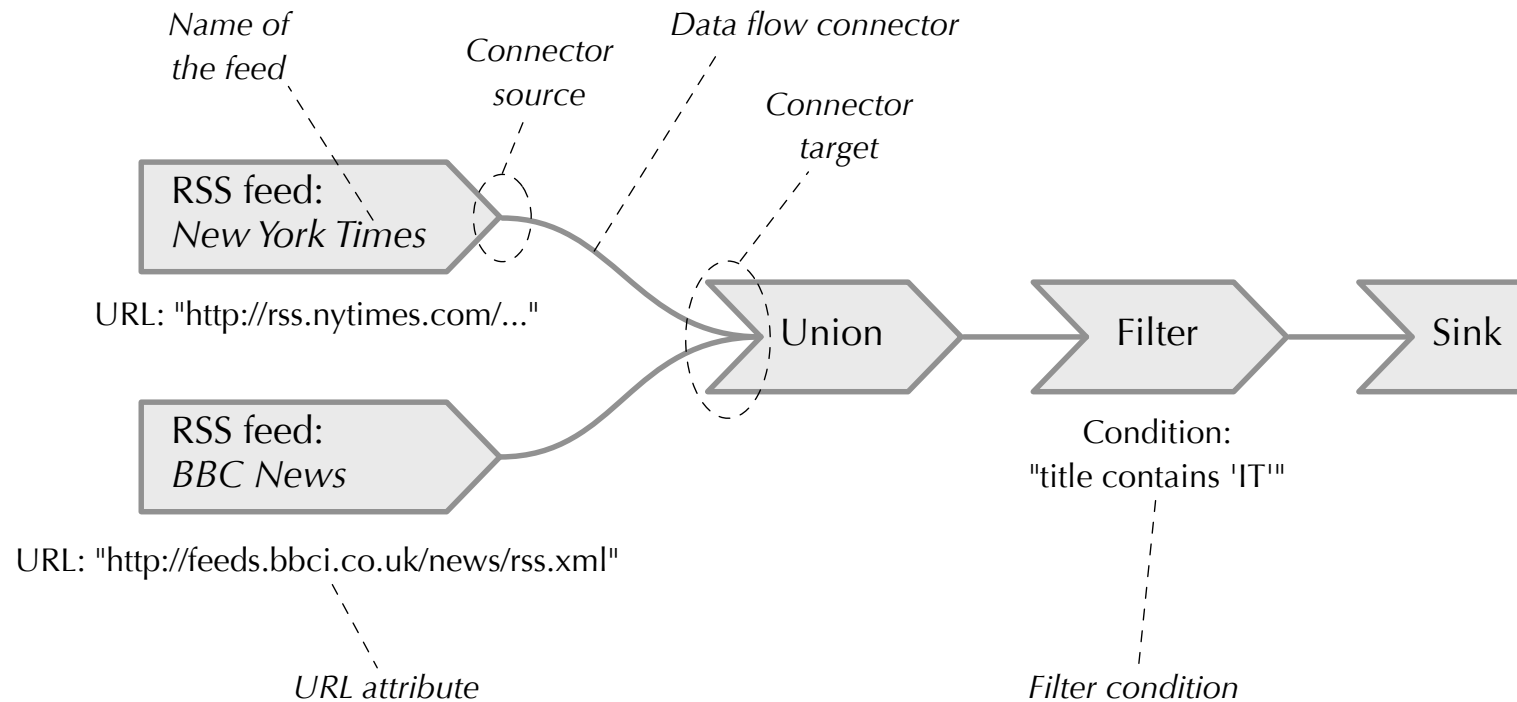 Name of
the feed
Connector
source
Data flow connector
Connector
target
RSS feed:
New York Times
URL: "http://rss.nytimes.com/..."
Union
Filter
Sink
RSS feed:
BBC News
Condition:
"title contains 'IT'"
URL: "http://feeds.bbci.co.uk/news/rss.xml"
URL attribute
Filter condition